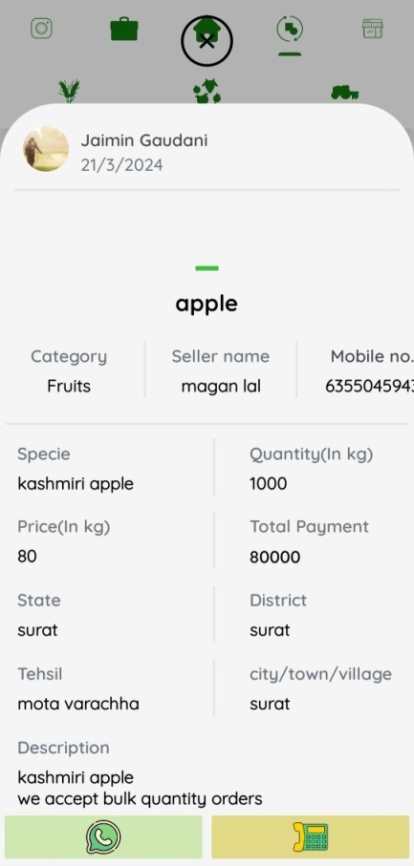 Jaimin Gaudani
21/3/2024
apple
Category Seller name Mobile no.
Fruits magan lal 6355045943
Specie Quantity(In kg)
kashmiri apple 1000
Price(In kg) Total Payment
80 80000
State District
surat surat
Tehsil city/town/village
mota varachha surat
Description
kashmiri apple
we accept bulk quantity orders